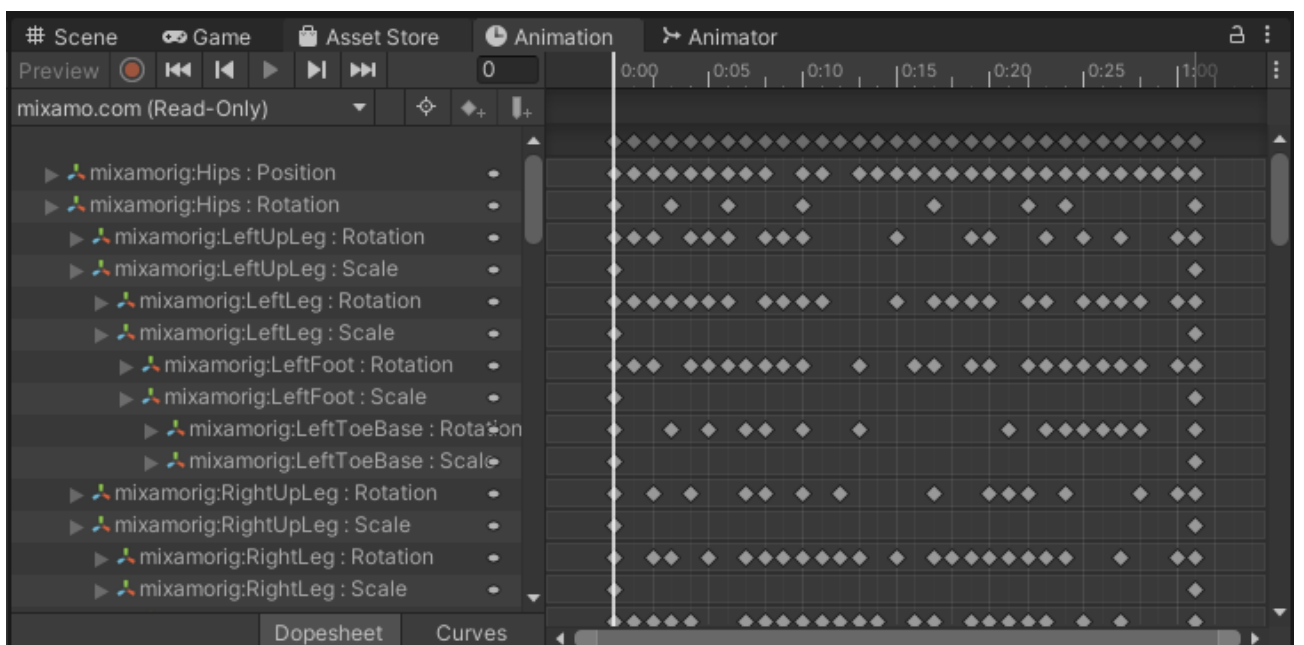 Scene Game Asset Store Animation Animator
Preview 0 0:00 0:05 0:10 0:15 0:20 0:25 1:00
mixamo.com (Read-Only)
mixamorig:Hips : Position
mixamorig:Hips : Rotation
mixamorig:LeftUpLeg : Rotation
mixamorig:LeftUpLeg : Scale
mixamorig:LeftLeg : Rotation
mixamorig:LeftLeg : Scale
mixamorig:LeftFoot : Rotation
mixamorig:LeftFoot : Scale
mixamorig:LeftToeBase : Rotation
mixamorig:LeftToeBase : Scale
mixamorig:RightUpLeg : Rotation
mixamorig:RightUpLeg : Scale
mixamorig:RightLeg : Rotation
mixamorig:RightLeg : Scale
Dopesheet Curves